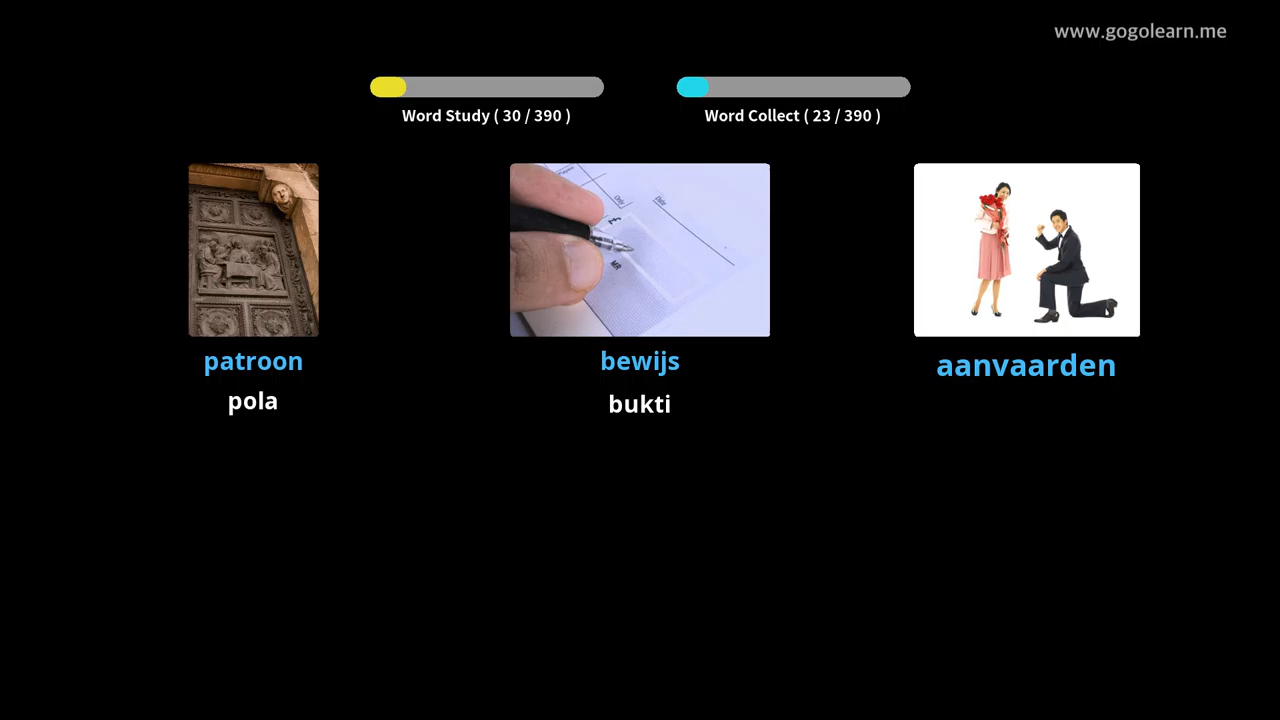 www.gogolearn.me
Word Study ( 30 / 390 )
Word Collect ( 23 / 390 )
patroon
pola
bewijs
bukti
aanvaarden